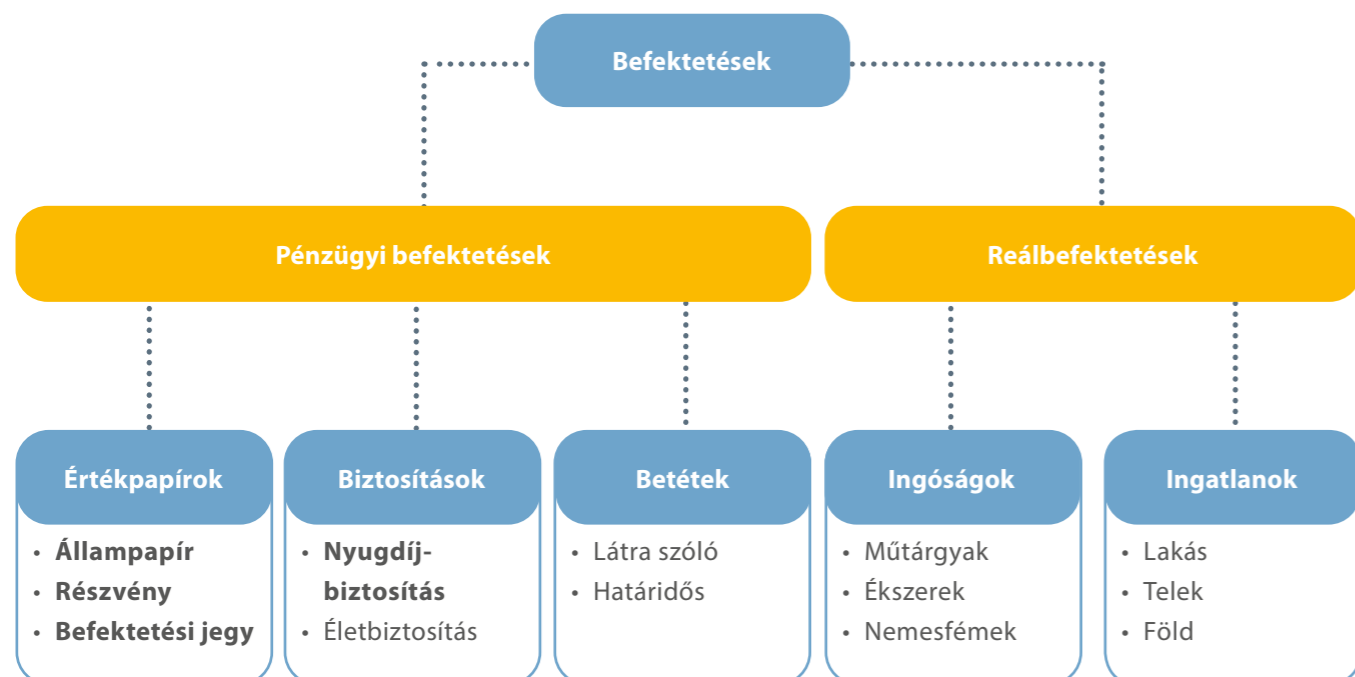 Befektetések
Pénzügyi befektetések
Reálbefektetések
Értékpapírok
• Állampapír
• Részvény
• Befektetési jegy
Biztosítások
• Nyugdíj-
biztosítás
• Életbiztosítás
Betétek
• Látra szóló
• Határidős
Ingóságok
• Műtárgyak
• Ékszerek
• Nemesfémek
Ingatlanok
• Lakás
• Telek
• Föld